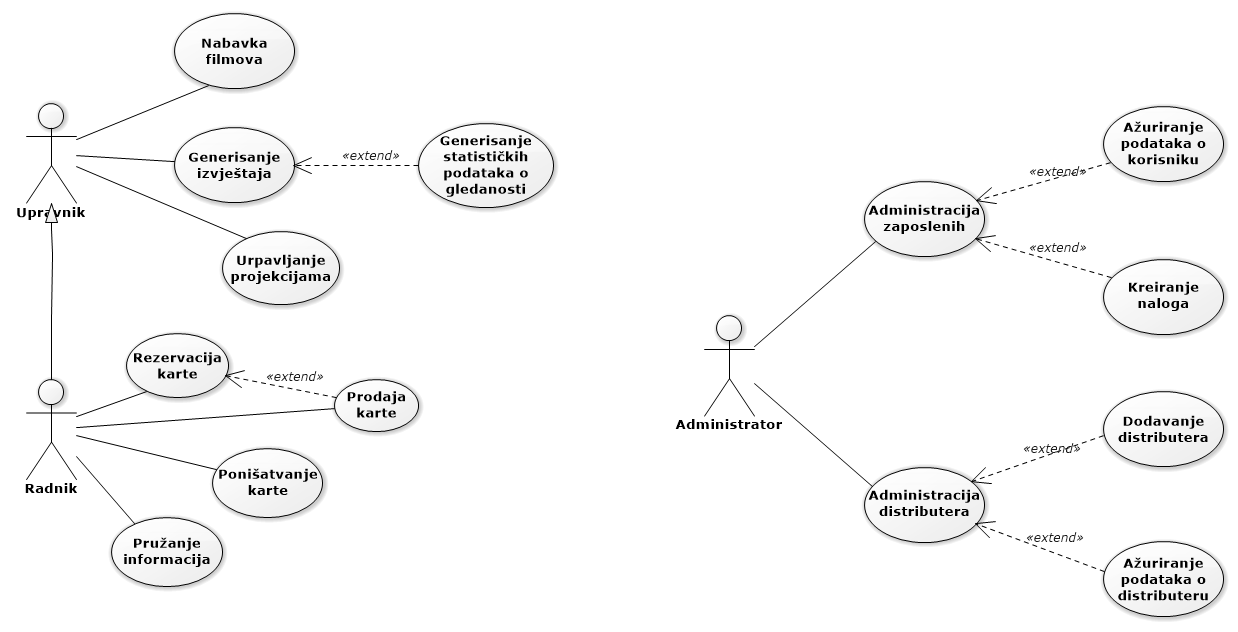 Nabavka
filmova
Upravnik
Generisanje
izvještaja
«extend»
Generisanje
statističkih
podataka o
gledanosti
Urpavljanje
projekcijama
Rezervacija
karte
«extend»
Prodaja
karte
Radnik
Ponišatvanje
karte
Pružanje
informacija
Administrator
Administracija
zaposlenih
«extend»
Ažuriranje
podataka o
korisniku
«extend»
Kreiranje
naloga
Administracija
distributera
«extend»
Dodavanje
distributera
«extend»
Ažuriranje
podataka o
distributeru